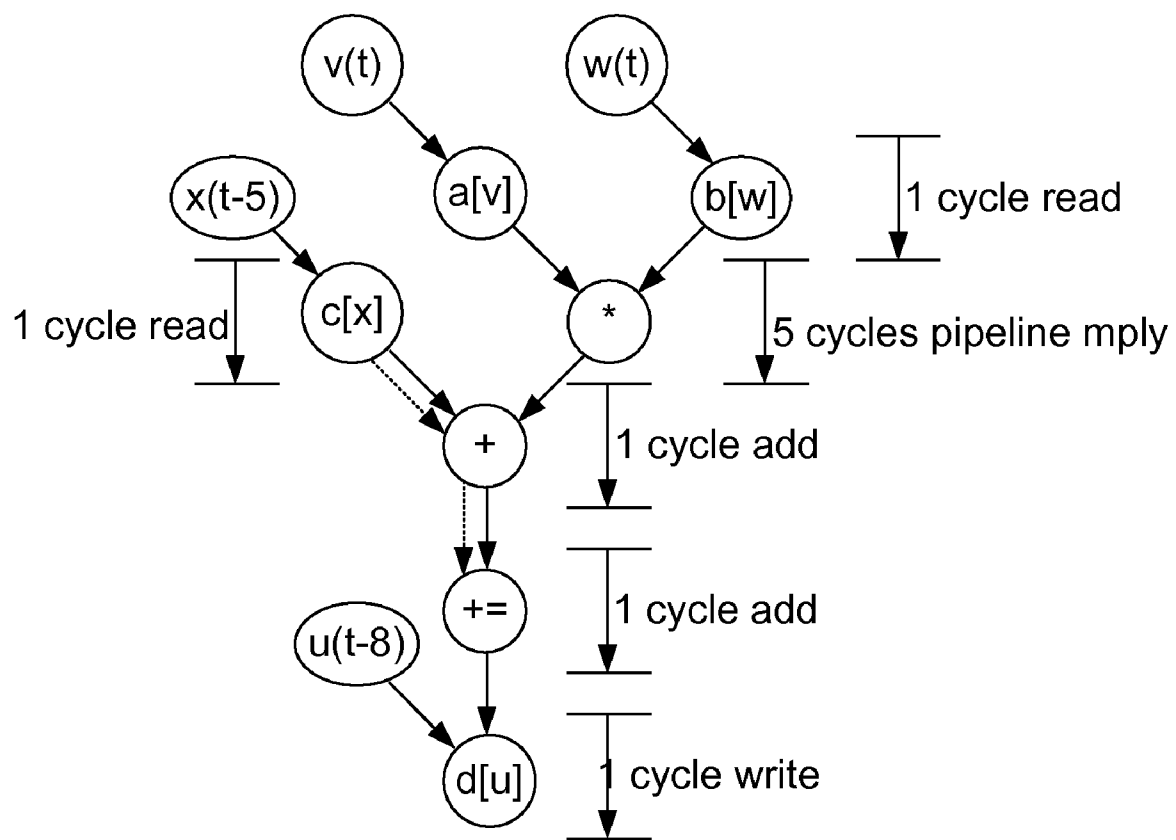 v(t)
w(t)
x(t-5)
a[v]
b[w]
1 cycle read
1 cycle read
c[x]
*
5 cycles pipeline mply
+
1 cycle add
+=
1 cycle add
u(t-8)
d[u]
1 cycle write